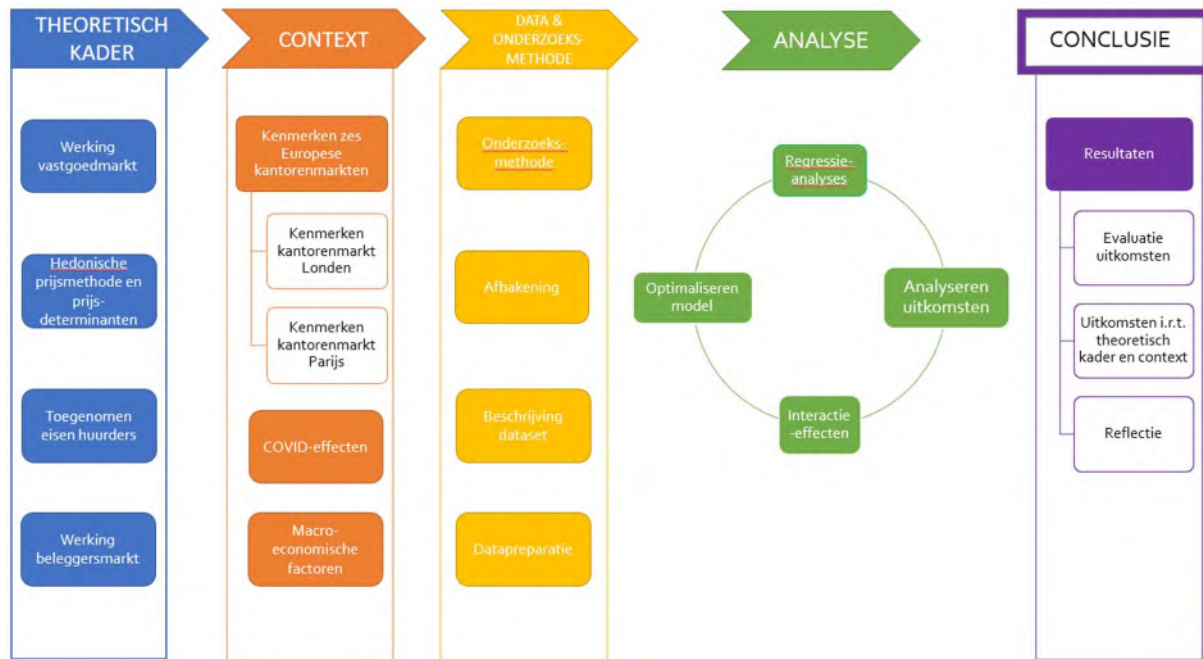 THEORETISCH
KADER
Werking
vastgoedmarkt
Hedonische
prijsmethode en
prijs-
determinanten
Toegenomen
eisen huurders
Werking
beleggersmarkt
CONTEXT
Kenmerken zes
Europese
kantorenmarkten
Kenmerken
kantorenmarkt
Londen
Kenmerken
kantorenmarkt
Parijs
COVID-effecten
Macro-
economische
factoren
DATA &
ONDERZOEKS-
METHODE
Onderzoeks-
methode
Afbakening
Beschrijving
dataset
Datapreparatie
ANALYSE
Regressie-
analyses
Analyseren
uitkomsten
Interactie
-effecten
Optimaliseren
model
CONCLUSIE
Resultaten
Evaluatie
uitkomsten
Uitkomsten i.r.t.
theoretisch
kader en context
Reflectie